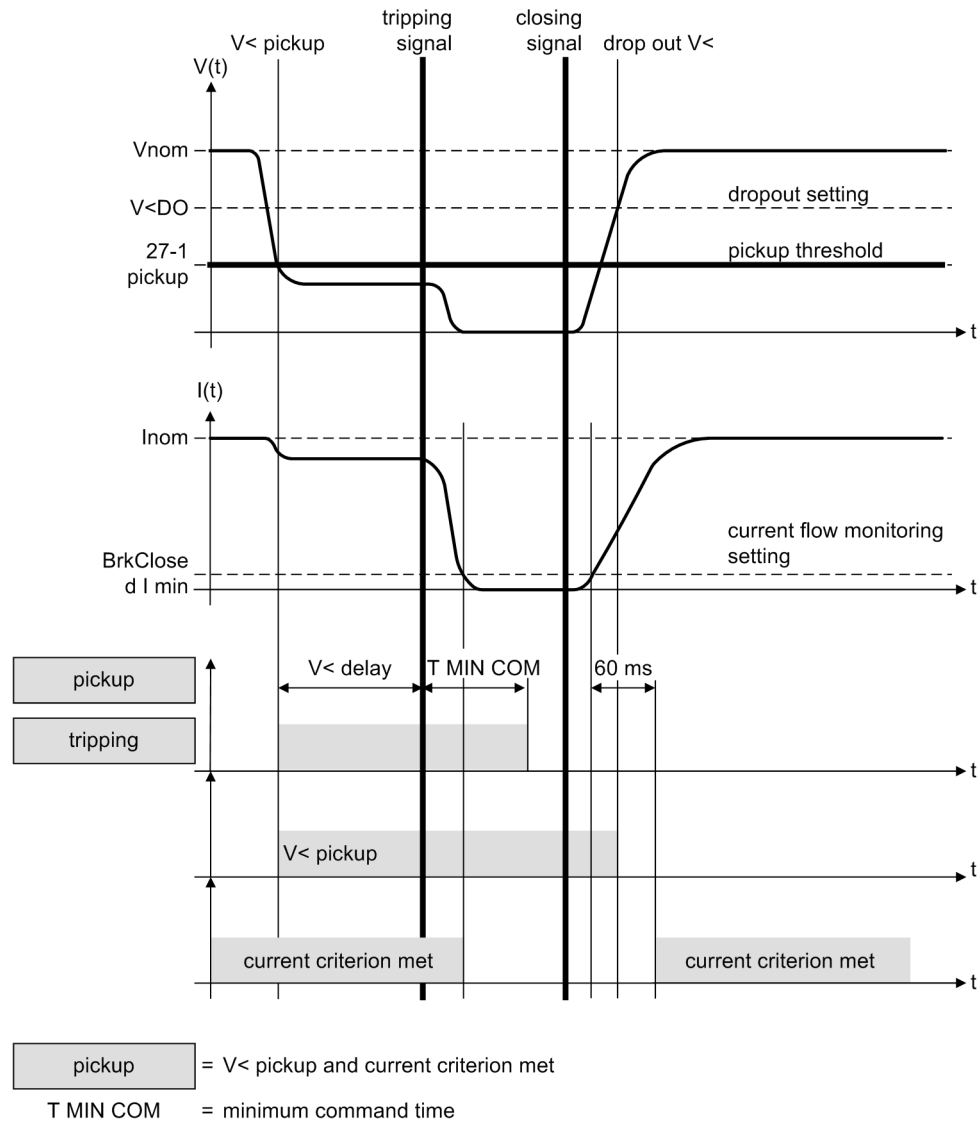 tripping
signal
closing
signal
V< pickup
drop out V<
V(t)
Vnom
V<DO
dropout setting
27-1
pickup
pickup threshold
t
I(t)
Inom
current flow monitoring
setting
BrkClose
d I min
t
pickup
V< delay
T MIN COM
60 ms
tripping
t
V< pickup
t
current criterion met
current criterion met
t
pickup = V< pickup and current criterion met
T MIN COM = minimum command time